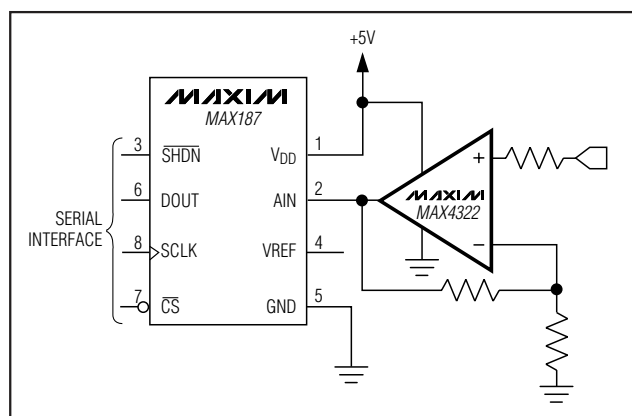 +5V
MAXIM
MAX187
3 SHDN
VDD 1
6 DOUT
AIN 2
SERIAL
INTERFACE
8 SCLK
VREF 4
7 CS
GND 5
+
MAXIM
MAX4322
−